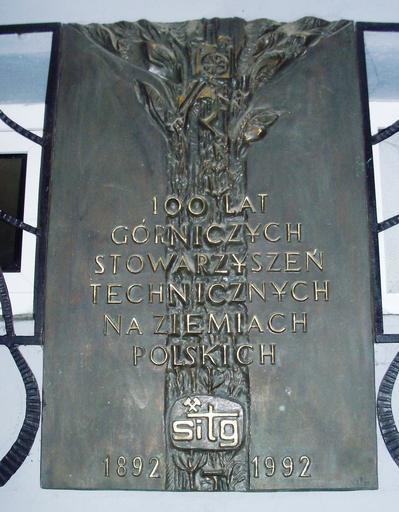 100 LAT
GÓRNICZYCH
STOWARZYSZEŃ
TECHNICZNYCH
NA ZIEMIACH
POLSKICH
sitg
1892 1992